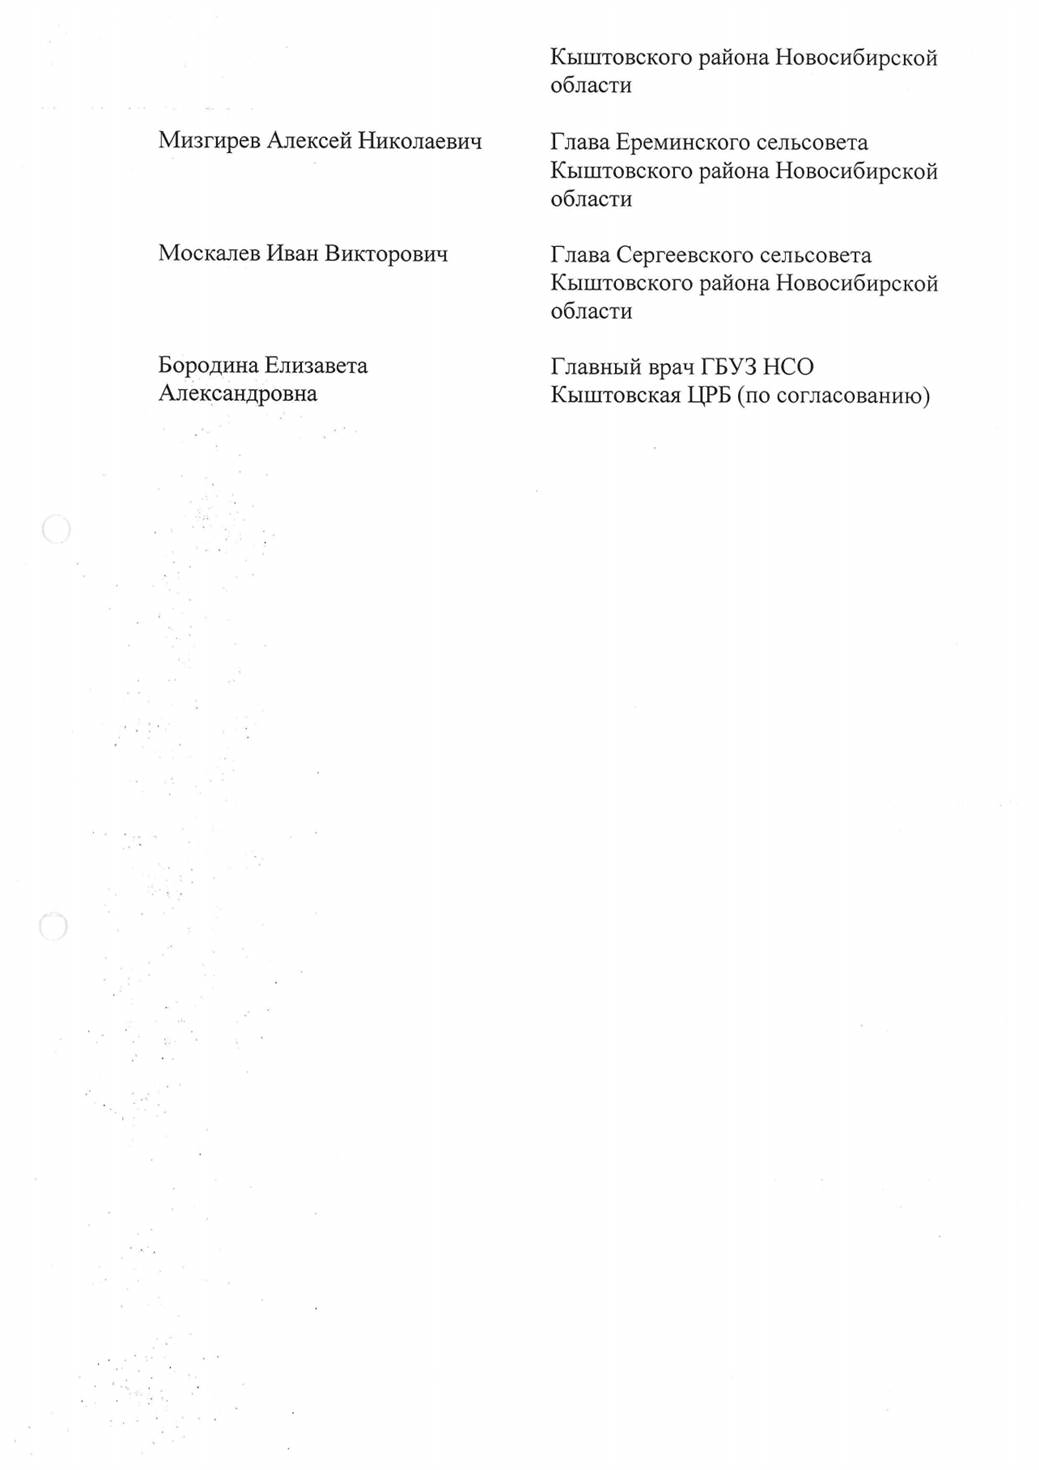 Кыштовского района Новосибирской
области
Мизгирев Алексей Николаевич
Глава Ереминского сельсовета
Кыштовского района Новосибирской
области
Москалев Иван Викторович
Глава Сергеевского сельсовета
Кыштовского района Новосибирской
области
Бородина Елизавета
Александровна
Главный врач ГБУЗ НСО
Кыштовская ЦРБ (по согласованию)